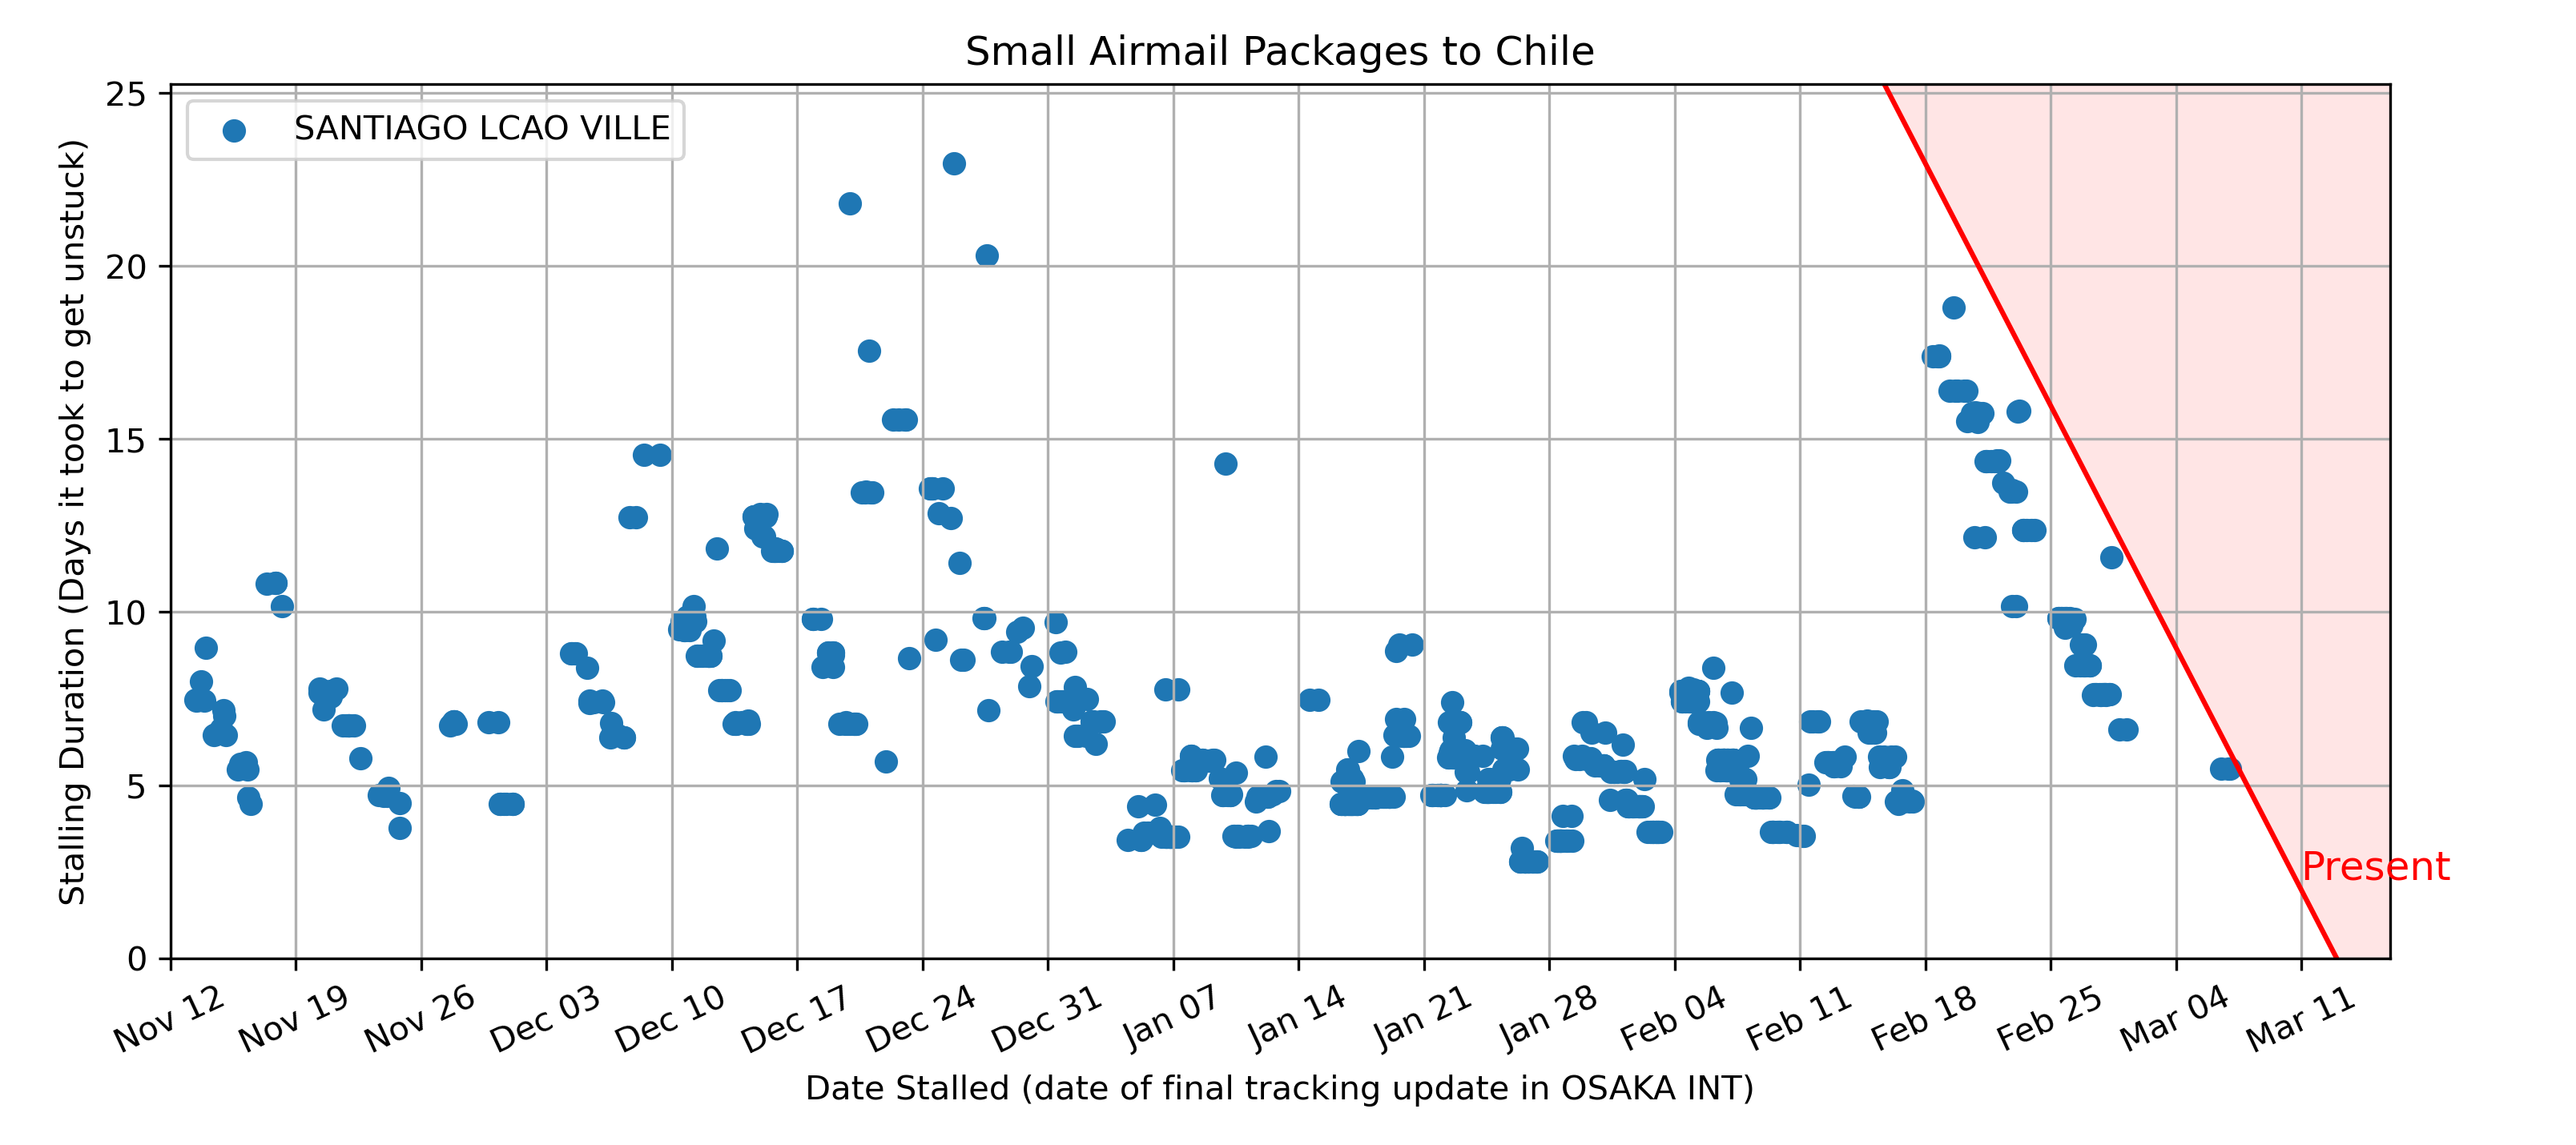 Small Airmail Packages to Chile
SANTIAGO LCAO VILLE
Stalling Duration (Days it took to get unstuck)
25
20
15
10
5
0
Present
Nov 12
Nov 19
Nov 26
Dec 03
Dec 10
Dec 17
Dec 24
Dec 31
Jan 07
Jan 14
Jan 21
Jan 28
Feb 04
Feb 11
Feb 18
Feb 25
Mar 04
Mar 11
Date Stalled (date of final tracking update in OSAKA INT)